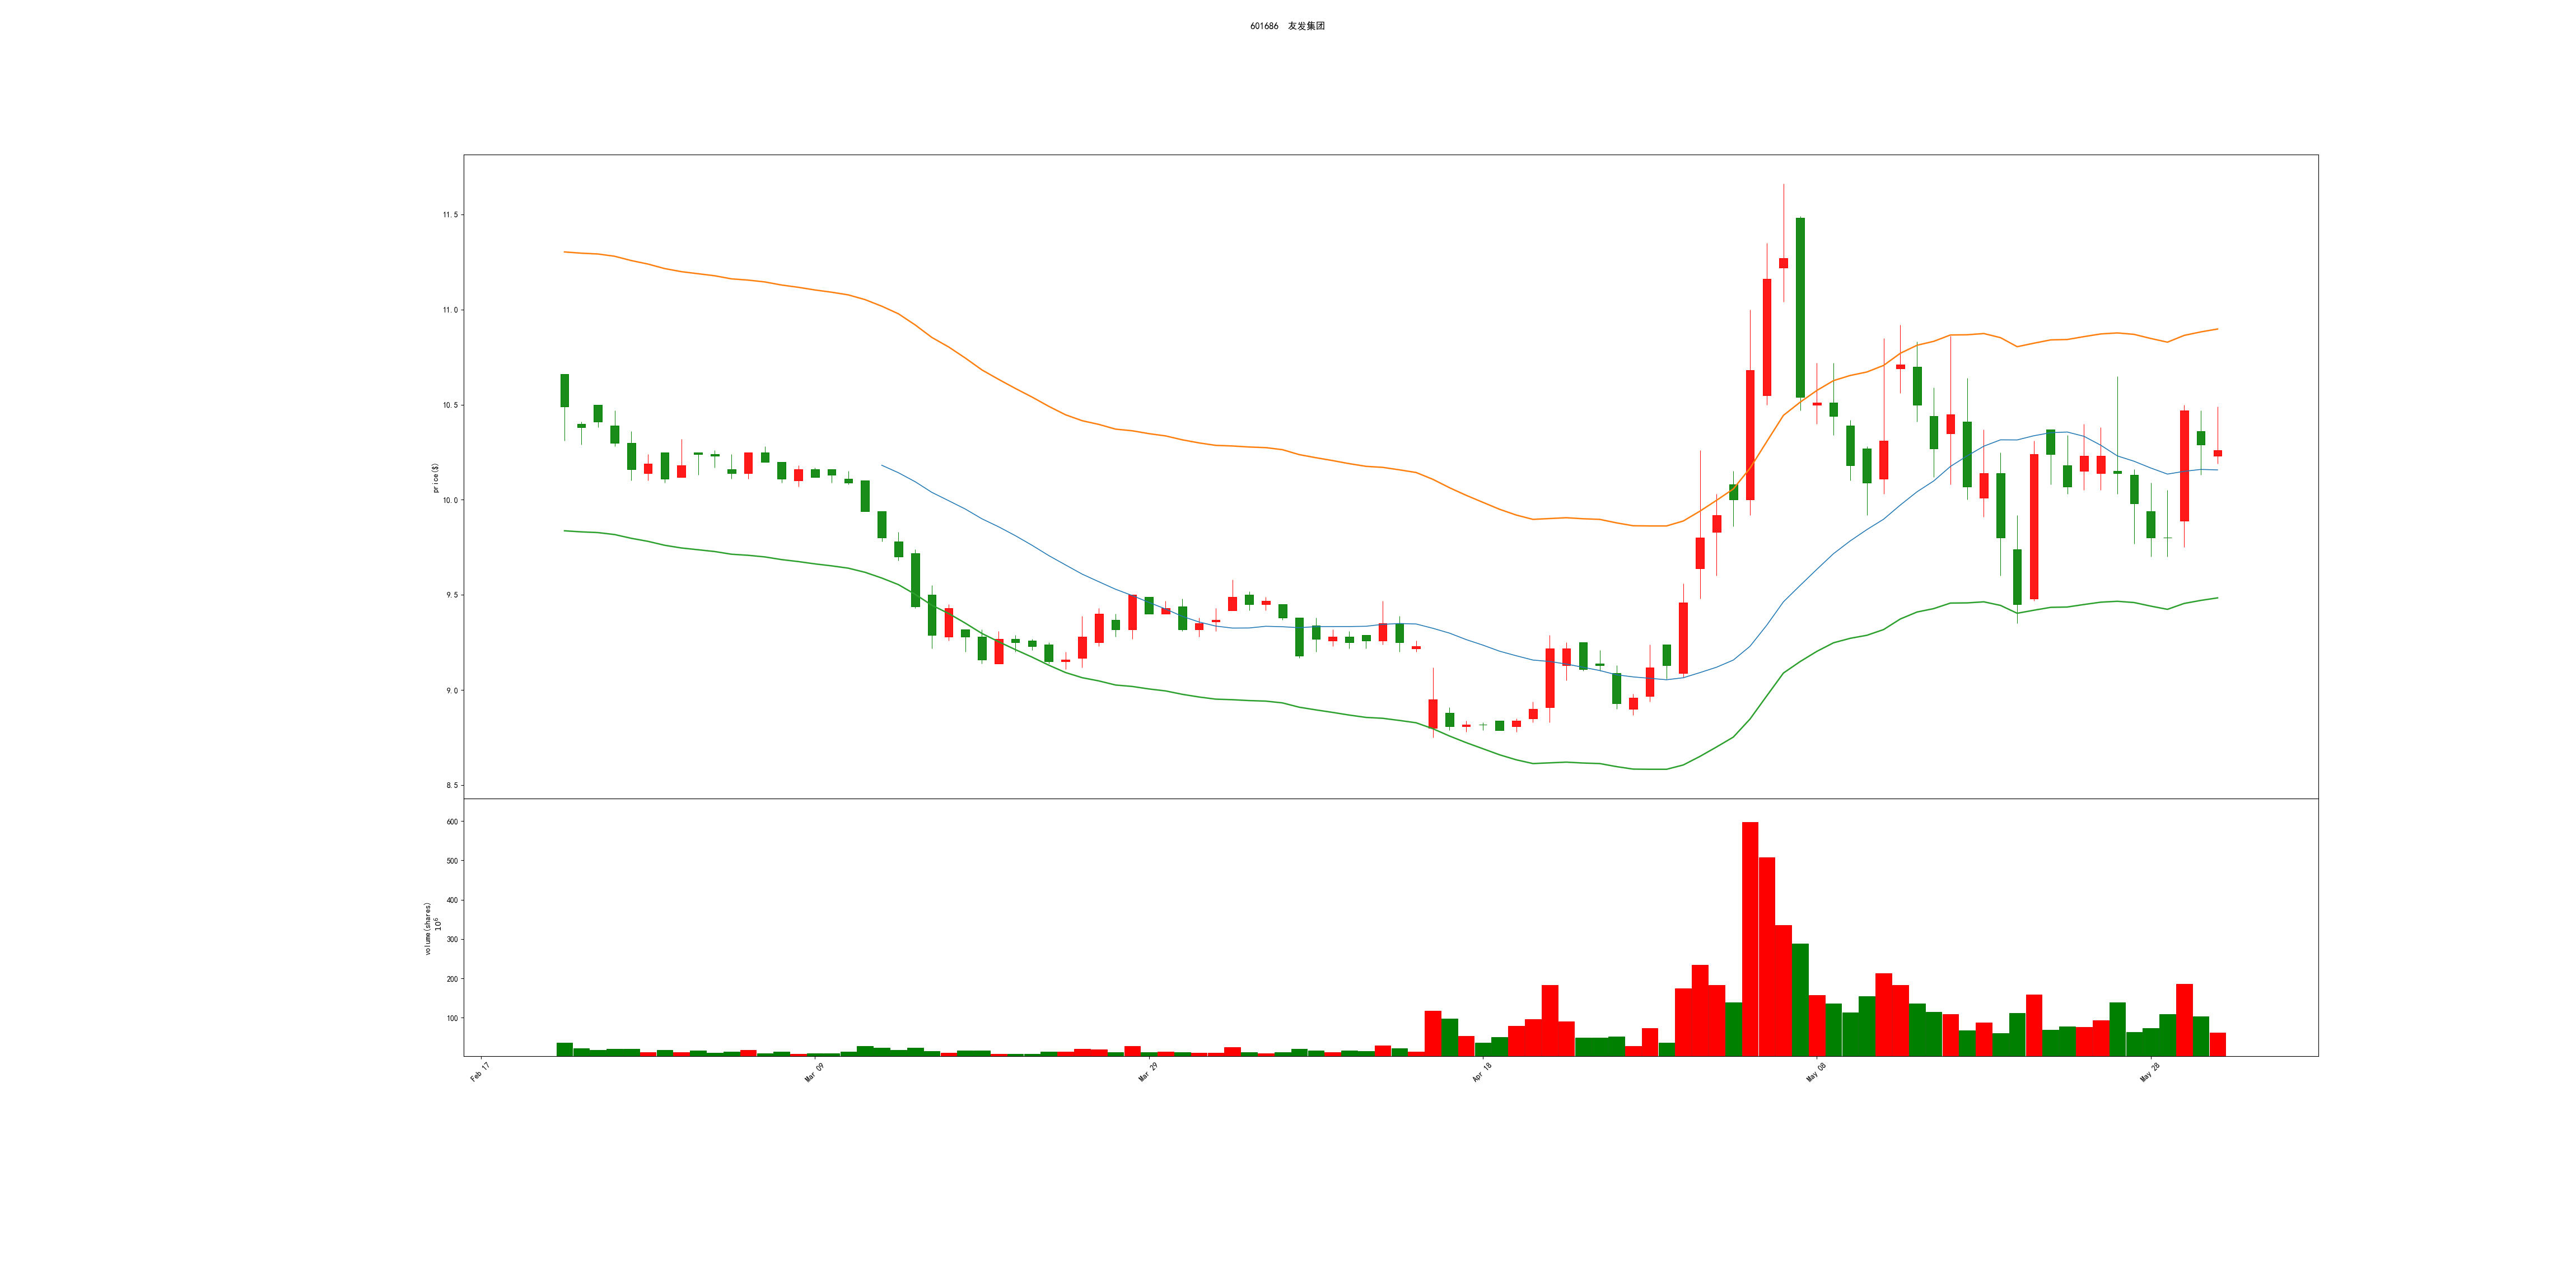 601686 友发集团
price($)
11.5
11.0
10.5
10.0
9.5
9.0
8.5
volume(shares)
10^6
600
500
400
300
200
100
Feb 17
Mar 09
Mar 29
Apr 18
May 08
May 28